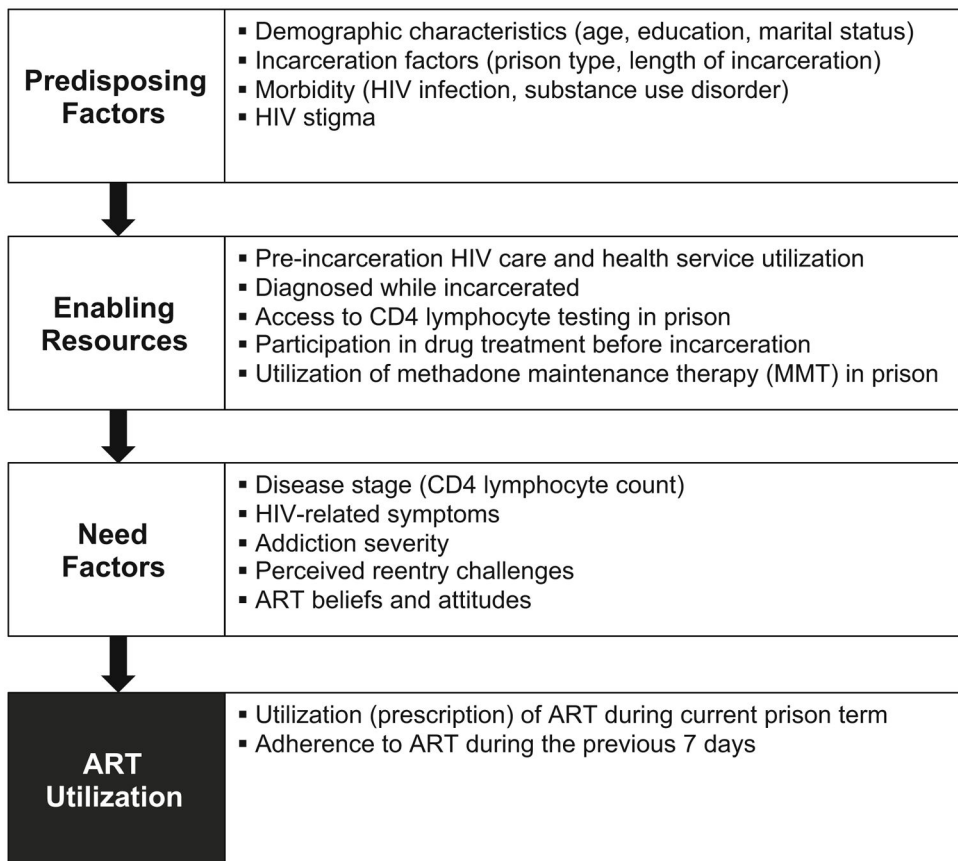 Predisposing
Factors
▪ Demographic characteristics (age, education, marital status)
▪ Incarceration factors (prison type, length of incarceration)
▪ Morbidity (HIV infection, substance use disorder)
▪ HIV stigma
Enabling
Resources
▪ Pre-incarceration HIV care and health service utilization
▪ Diagnosed while incarcerated
▪ Access to CD4 lymphocyte testing in prison
▪ Participation in drug treatment before incarceration
▪ Utilization of methadone maintenance therapy (MMT) in prison
Need
Factors
▪ Disease stage (CD4 lymphocyte count)
▪ HIV-related symptoms
▪ Addiction severity
▪ Perceived reentry challenges
▪ ART beliefs and attitudes
ART
Utilization
▪ Utilization (prescription) of ART during current prison term
▪ Adherence to ART during the previous 7 days